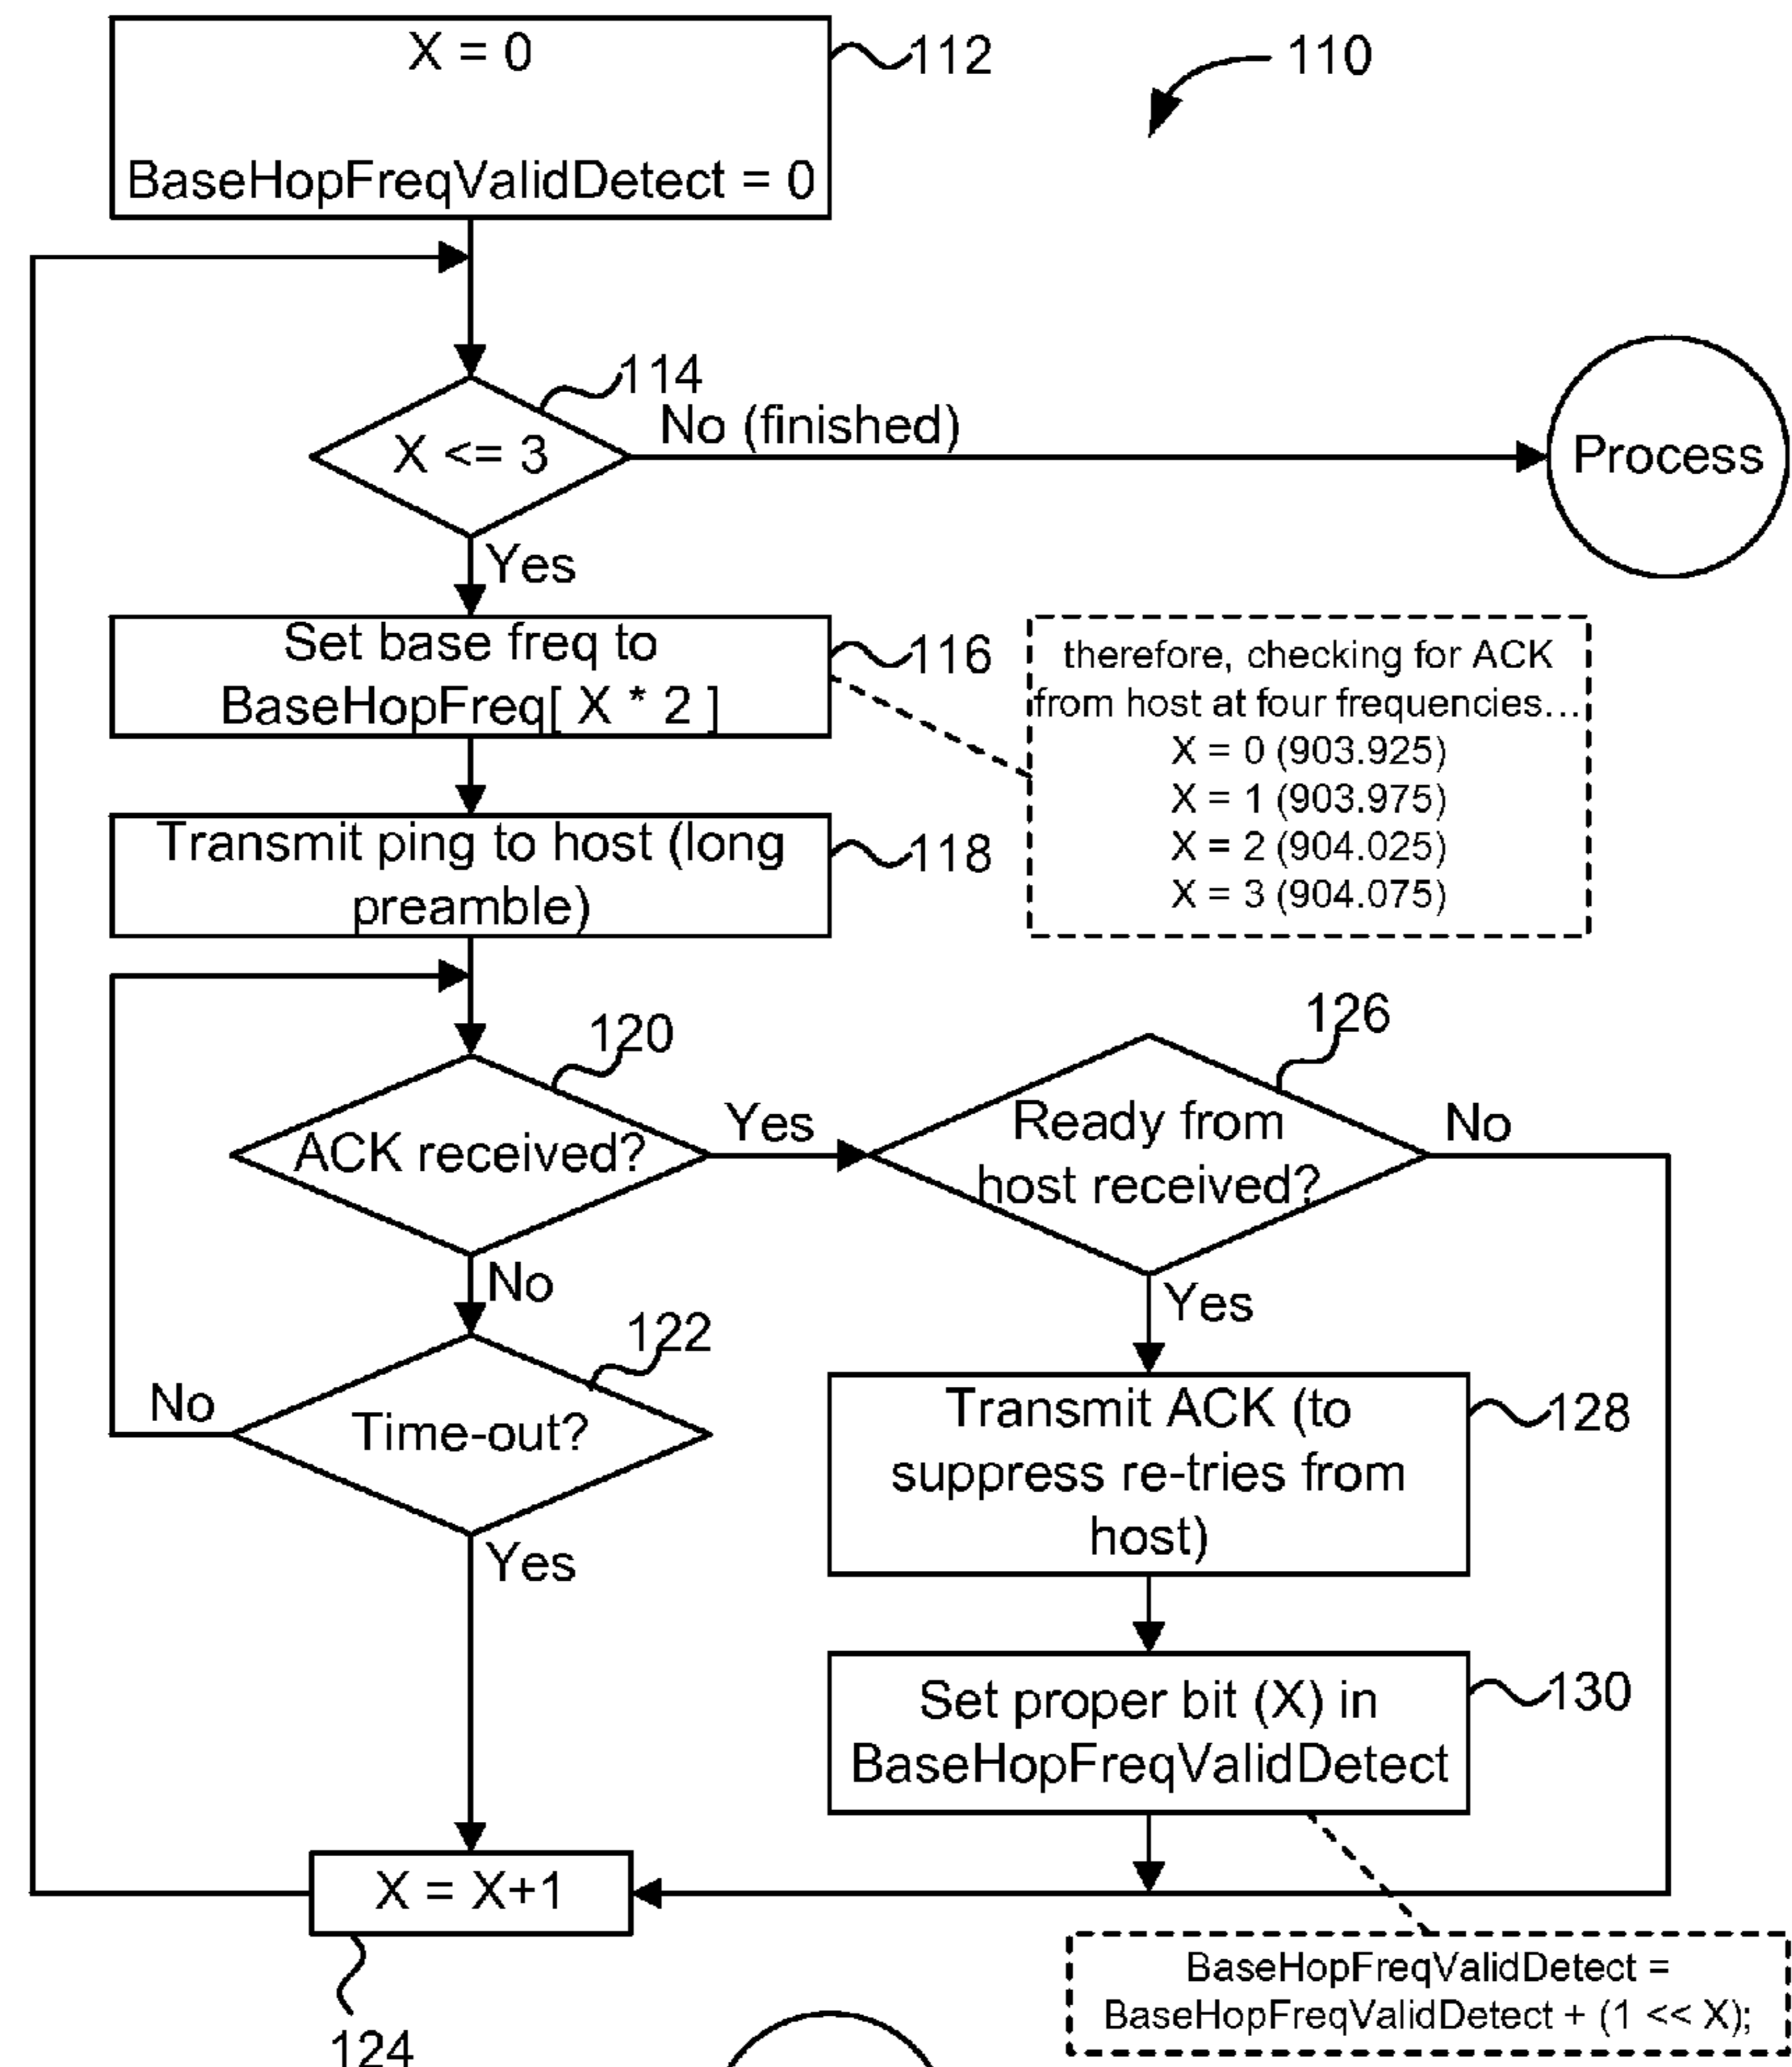 X = 0
112
110
BaseHopFreqValidDetect = 0
114
X <= 3
No (finished)
Process
Yes
Set base freq to
BaseHopFreq[ X * 2 ]
116
therefore, checking for ACK
from host at four frequencies...
X = 0 (903.925)
X = 1 (903.975)
X = 2 (904.025)
X = 3 (904.075)
Transmit ping to host (long
preamble)
118
120
ACK received?
Yes
126
Ready from
host received?
No
No
122
Time-out?
No
Yes
Yes
Transmit ACK (to
suppress re-tries from
host)
128
Set proper bit (X) in
BaseHopFreqValidDetect
130
X = X+1
124
BaseHopFreqValidDetect =
BaseHopFreqValidDetect + (1 << X);